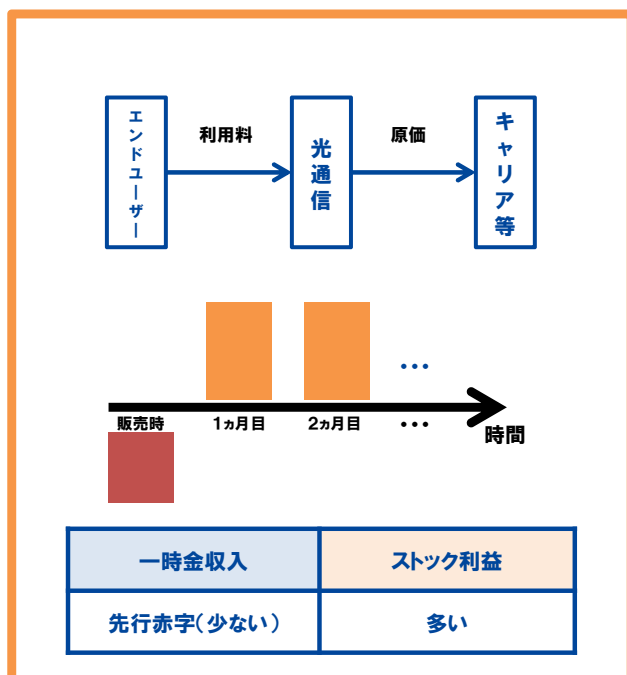 エンドユーザー
利用料
光通信
原価
キャリア等
…
販売時
1ヵ月目
2ヵ月目
…
時間
一時金収入
ストック利益
先行赤字(少ない)
多い